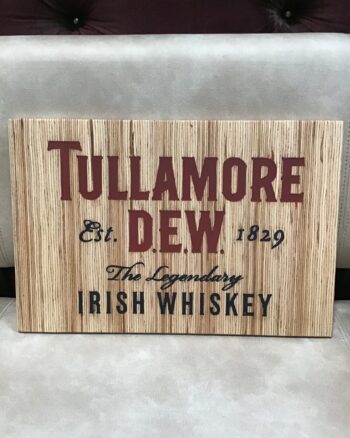 TULLAMORE
Est. D.E.W. 1829
The Legendary
IRISH WHISKEY